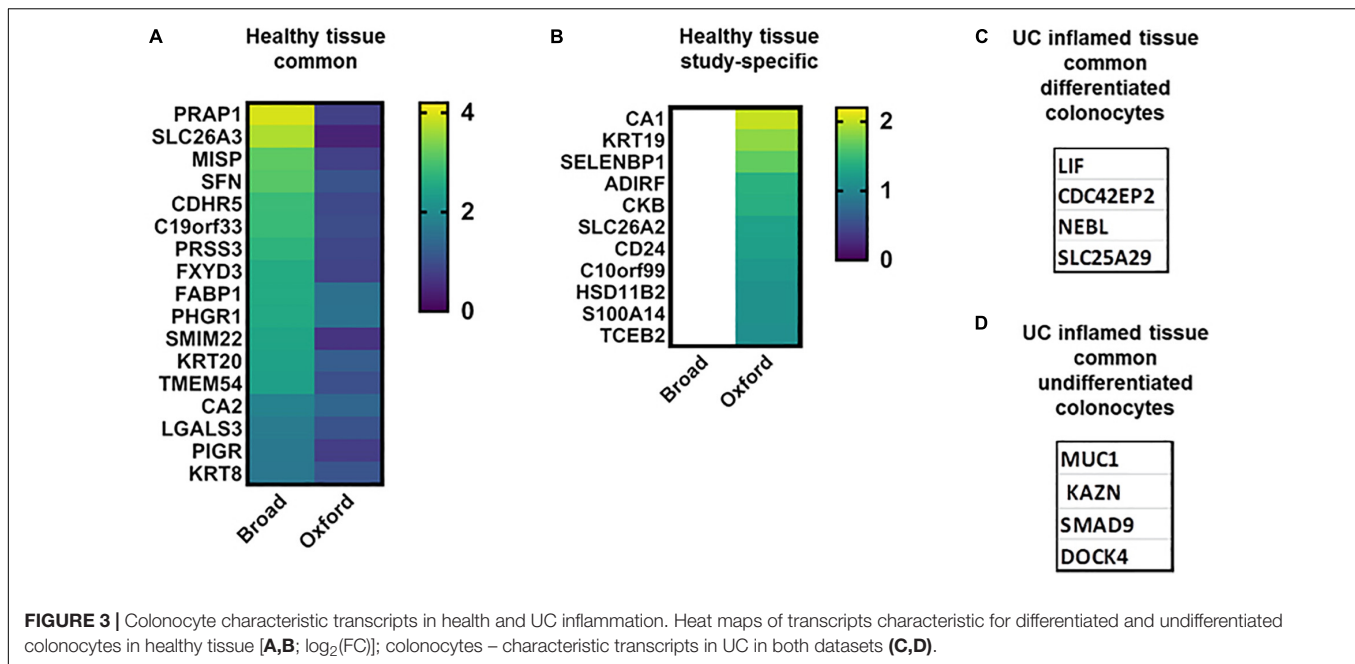 A
Healthy tissue
common
PRAP1
SLC26A3
MISP
SFN
CDHR5
C19orf33
PRSS3
FXYD3
FABP1
PHGR1
SMIM22
KRT20
TMEM54
CA2
LGALS3
PIGR
KRT8
Broad
Oxford
4
2
0
B
Healthy tissue
study-specific
CA1
KRT19
SELENBP1
ADIRF
CKB
SLC26A2
CD24
C10orf99
HSD11B2
S100A14
TCEB2
Broad
Oxford
2
1
0
C
UC inflamed tissue
common
differentiated
colonocytes
LIF
CDC42EP2
NEBL
SLC25A29
D
UC inflamed tissue
common
undifferentiated
colonocytes
MUC1
KAZN
SMAD9
DOCK4
FIGURE 3 | Colonocyte characteristic transcripts in health and UC inflammation. Heat maps of transcripts characteristic for differentiated and undifferentiated
colonocytes in healthy tissue [A,B; log₂(FC)]; colonocytes – characteristic transcripts in UC in both datasets (C,D).